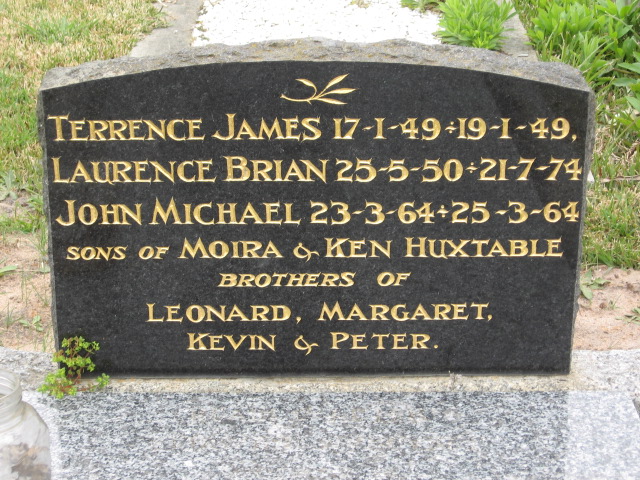 TERRENCE JAMES 17-1-49÷19-1-49,
LAURENCE BRIAN 25-5-50÷21-7-74
JOHN MICHAEL 23-3-64÷25-3-64
SONS OF MOIRA & KEN HUXTABLE
BROTHERS OF
LEONARD, MARGARET,
KEVIN & PETER.